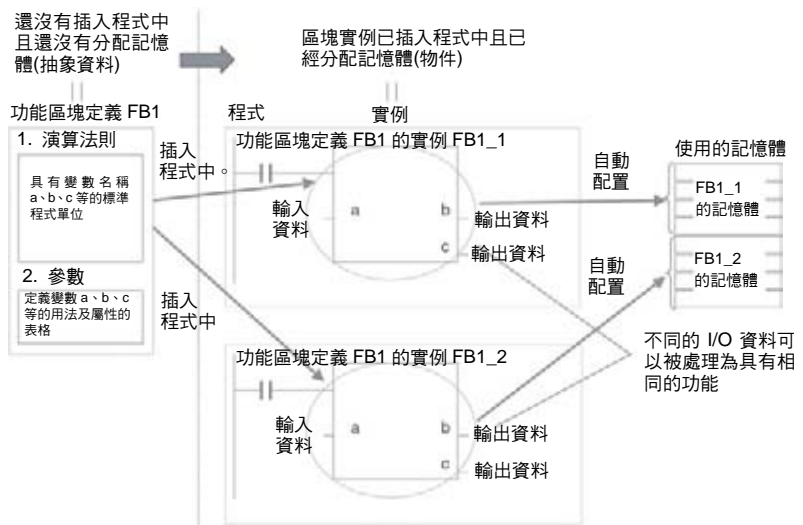 還沒有插入程式中
且還沒有分配記憶
體(抽象資料)
區塊實例已插入程式中且已
經分配記憶體(物件)
功能區塊定義 FB1
程式
實例
1. 演算法則
具有變數名稱
a、b、c 等的標準
程式單位
2. 參數
定義變數 a、b、c
等的用法及屬性的
表格
插入
程式中。
插入
程式中
功能區塊定義 FB1 的實例 FB1_1
輸入
資料
a
b
c
輸出資料
輸出資料
自動
配置
使用的記憶體
FB1_1
的記憶體
FB1_2
的記憶體
自動
配置
不同的 I/O 資料可
以被處理為具有相
同的功能
功能區塊定義 FB1 的實例 FB1_2
輸入
資料
a
b
c
輸出資料
輸出資料